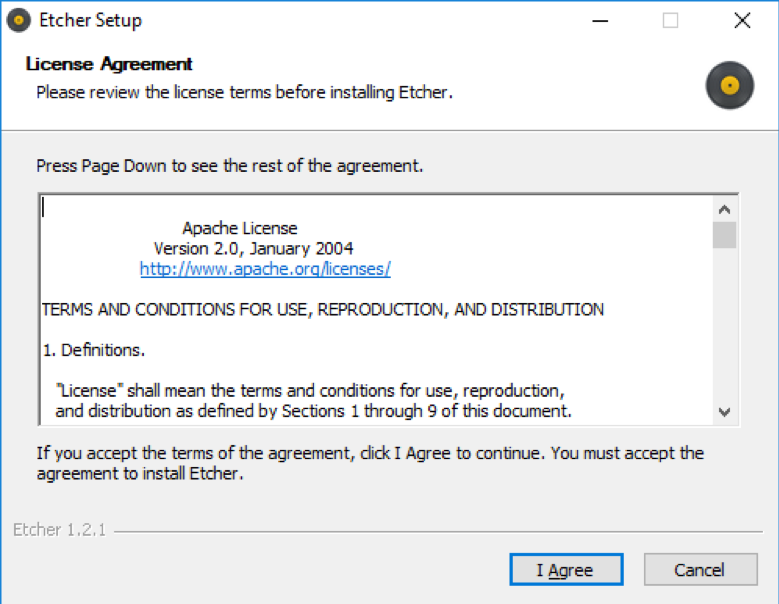 Etcher Setup
License Agreement
Please review the license terms before installing Etcher.
Press Page Down to see the rest of the agreement.
Apache License
Version 2.0, January 2004
http://www.apache.org/licenses/
TERMS AND CONDITIONS FOR USE, REPRODUCTION, AND DISTRIBUTION
1. Definitions.
"License" shall mean the terms and conditions for use, reproduction,
and distribution as defined by Sections 1 through 9 of this document.
If you accept the terms of the agreement, click I Agree to continue. You must accept the
agreement to install Etcher.
Etcher 1.2.1
I Agree
Cancel